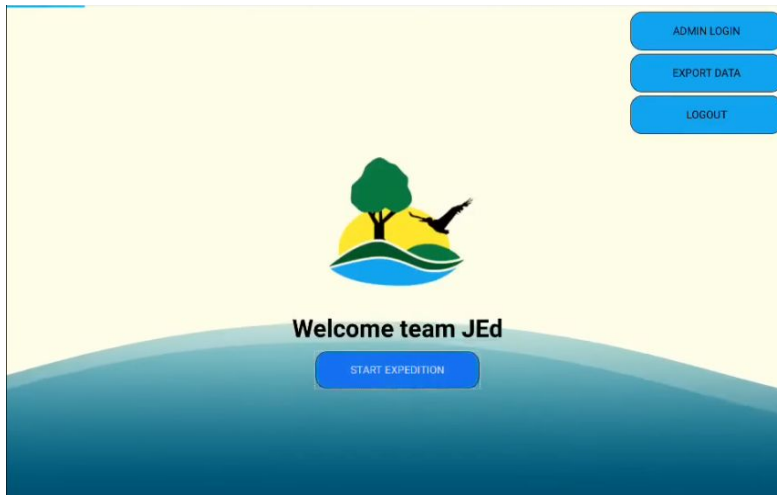 ADMIN LOGIN
EXPORT DATA
LOGOUT
Welcome team JEd
START EXPEDITION